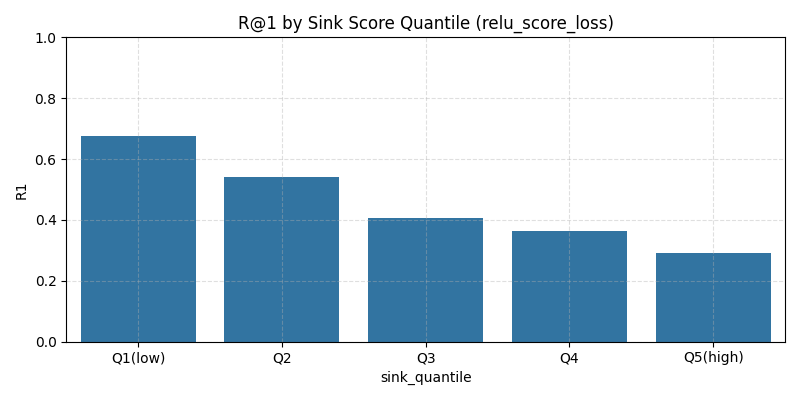 R@1 by Sink Score Quantile (relu_score_loss)
1.0
0.8
0.6
0.4
0.2
0.0
R1
Q1(low) Q2 Q3 Q4 Q5(high)
sink_quantile